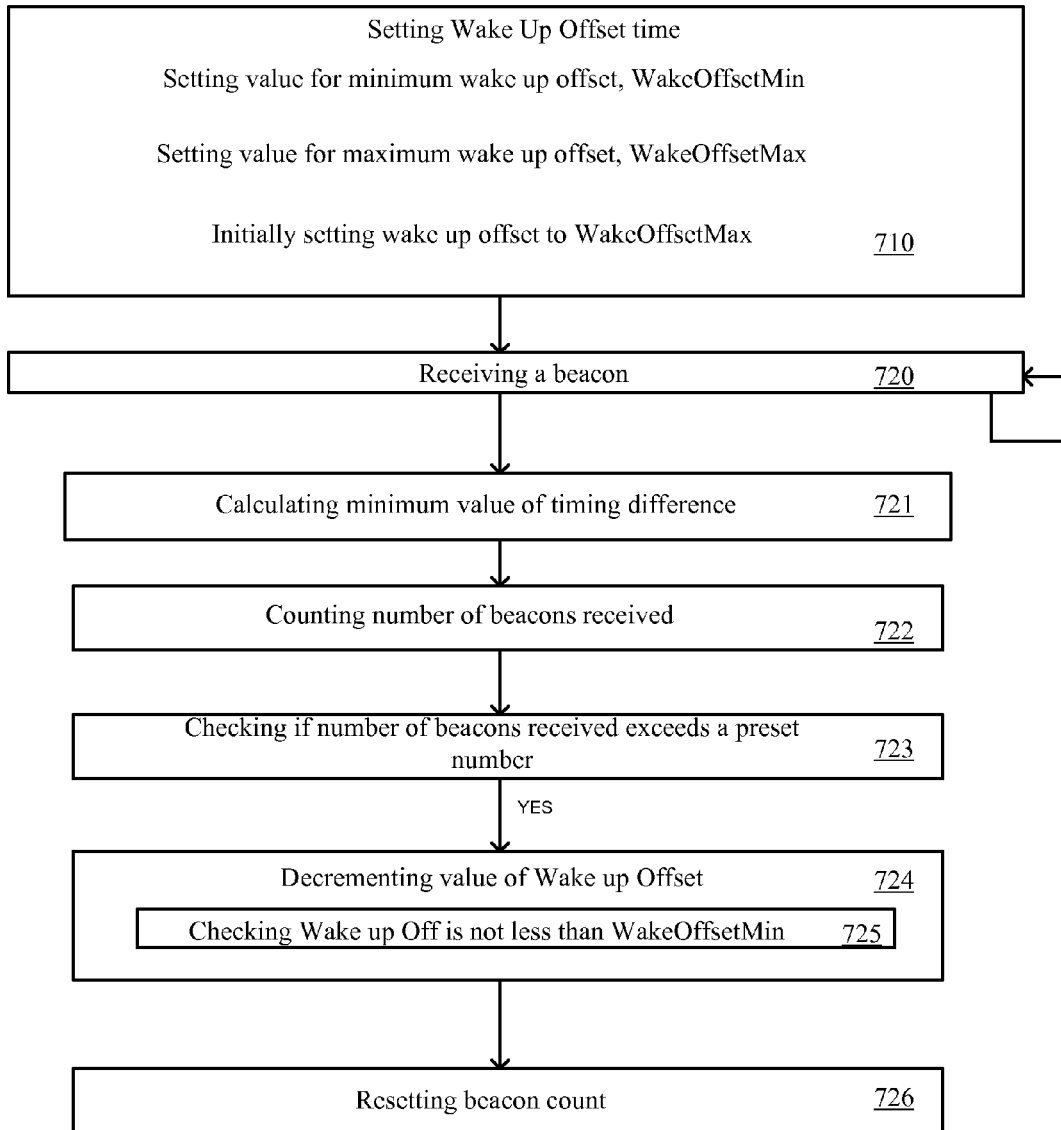 Setting Wake Up Offset time
Setting value for minimum wake up offset, WakeOffsetMin
Setting value for maximum wake up offset, WakeOffsetMax
Initially setting wake up offset to WakeOffsetMax
710
Receiving a beacon 720
Calculating minimum value of timing difference 721
Counting number of beacons received 722
Checking if number of beacons received exceeds a preset
number
723
YES
Decrementing value of Wake up Offset 724
Checking Wake up Off is not less than WakeOffsetMin 725
Resetting beacon count 726